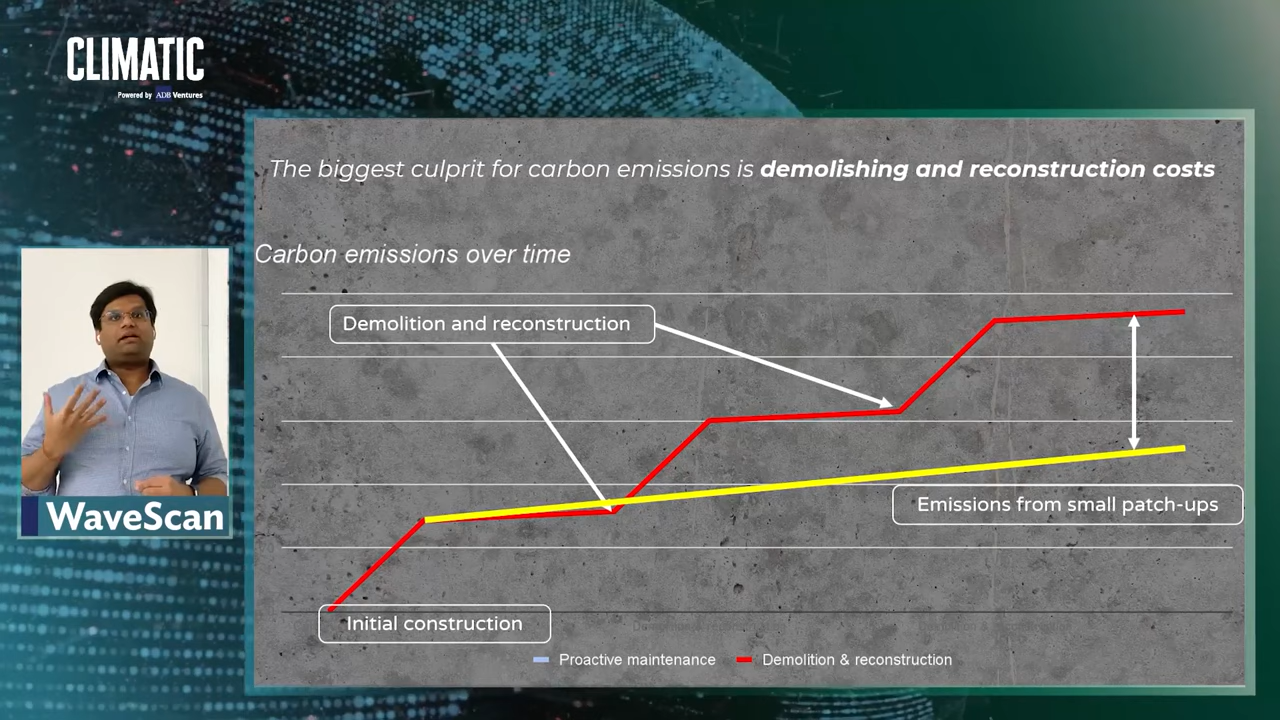 CLIMATIC
Powered by ADB Ventures
The biggest culprit for carbon emissions is demolishing and reconstruction costs
Carbon emissions over time
Demolition and reconstruction
Emissions from small patch-ups
WaveScan
Initial construction
Proactive maintenance
Demolition & reconstruction